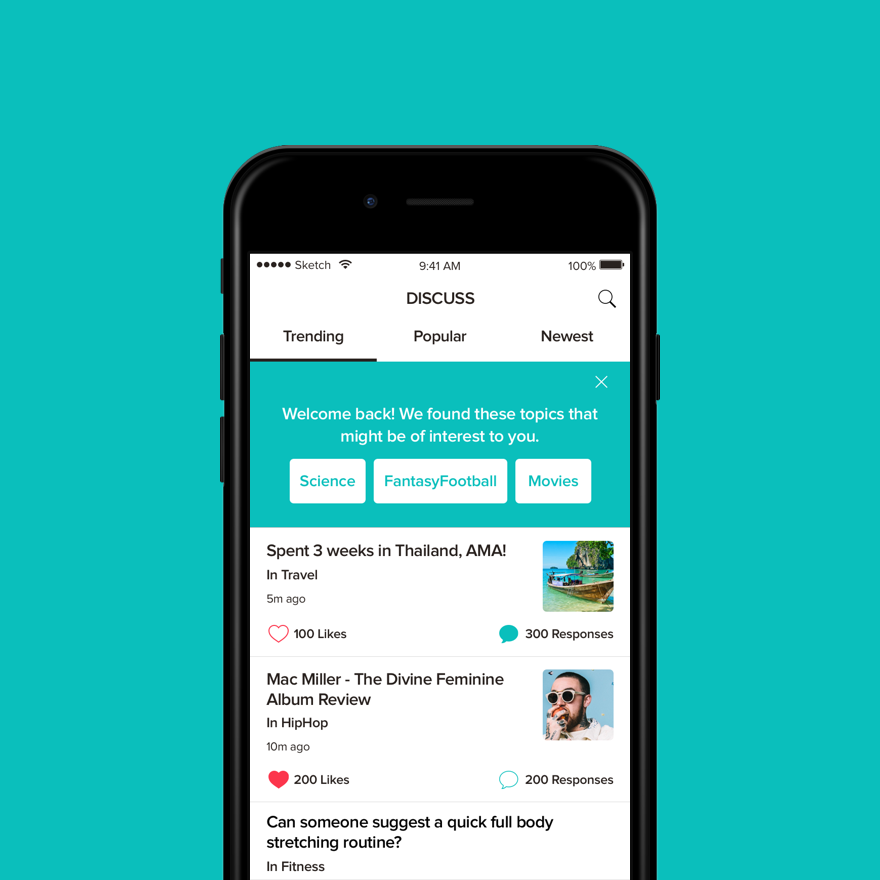 Sketch 9:41 AM 100%
DISCUSS
Trending Popular Newest
Welcome back! We found these topics that
might be of interest to you.
Science FantasyFootball Movies
Spent 3 weeks in Thailand, AMA!
In Travel
5m ago
100 Likes 300 Responses
Mac Miller - The Divine Feminine
Album Review
In HipHop
10m ago
200 Likes 200 Responses
Can someone suggest a quick full body
stretching routine?
In Fitness